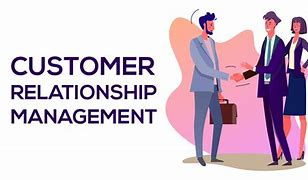 CUSTOMER
RELATIONSHIP
MANAGEMENT